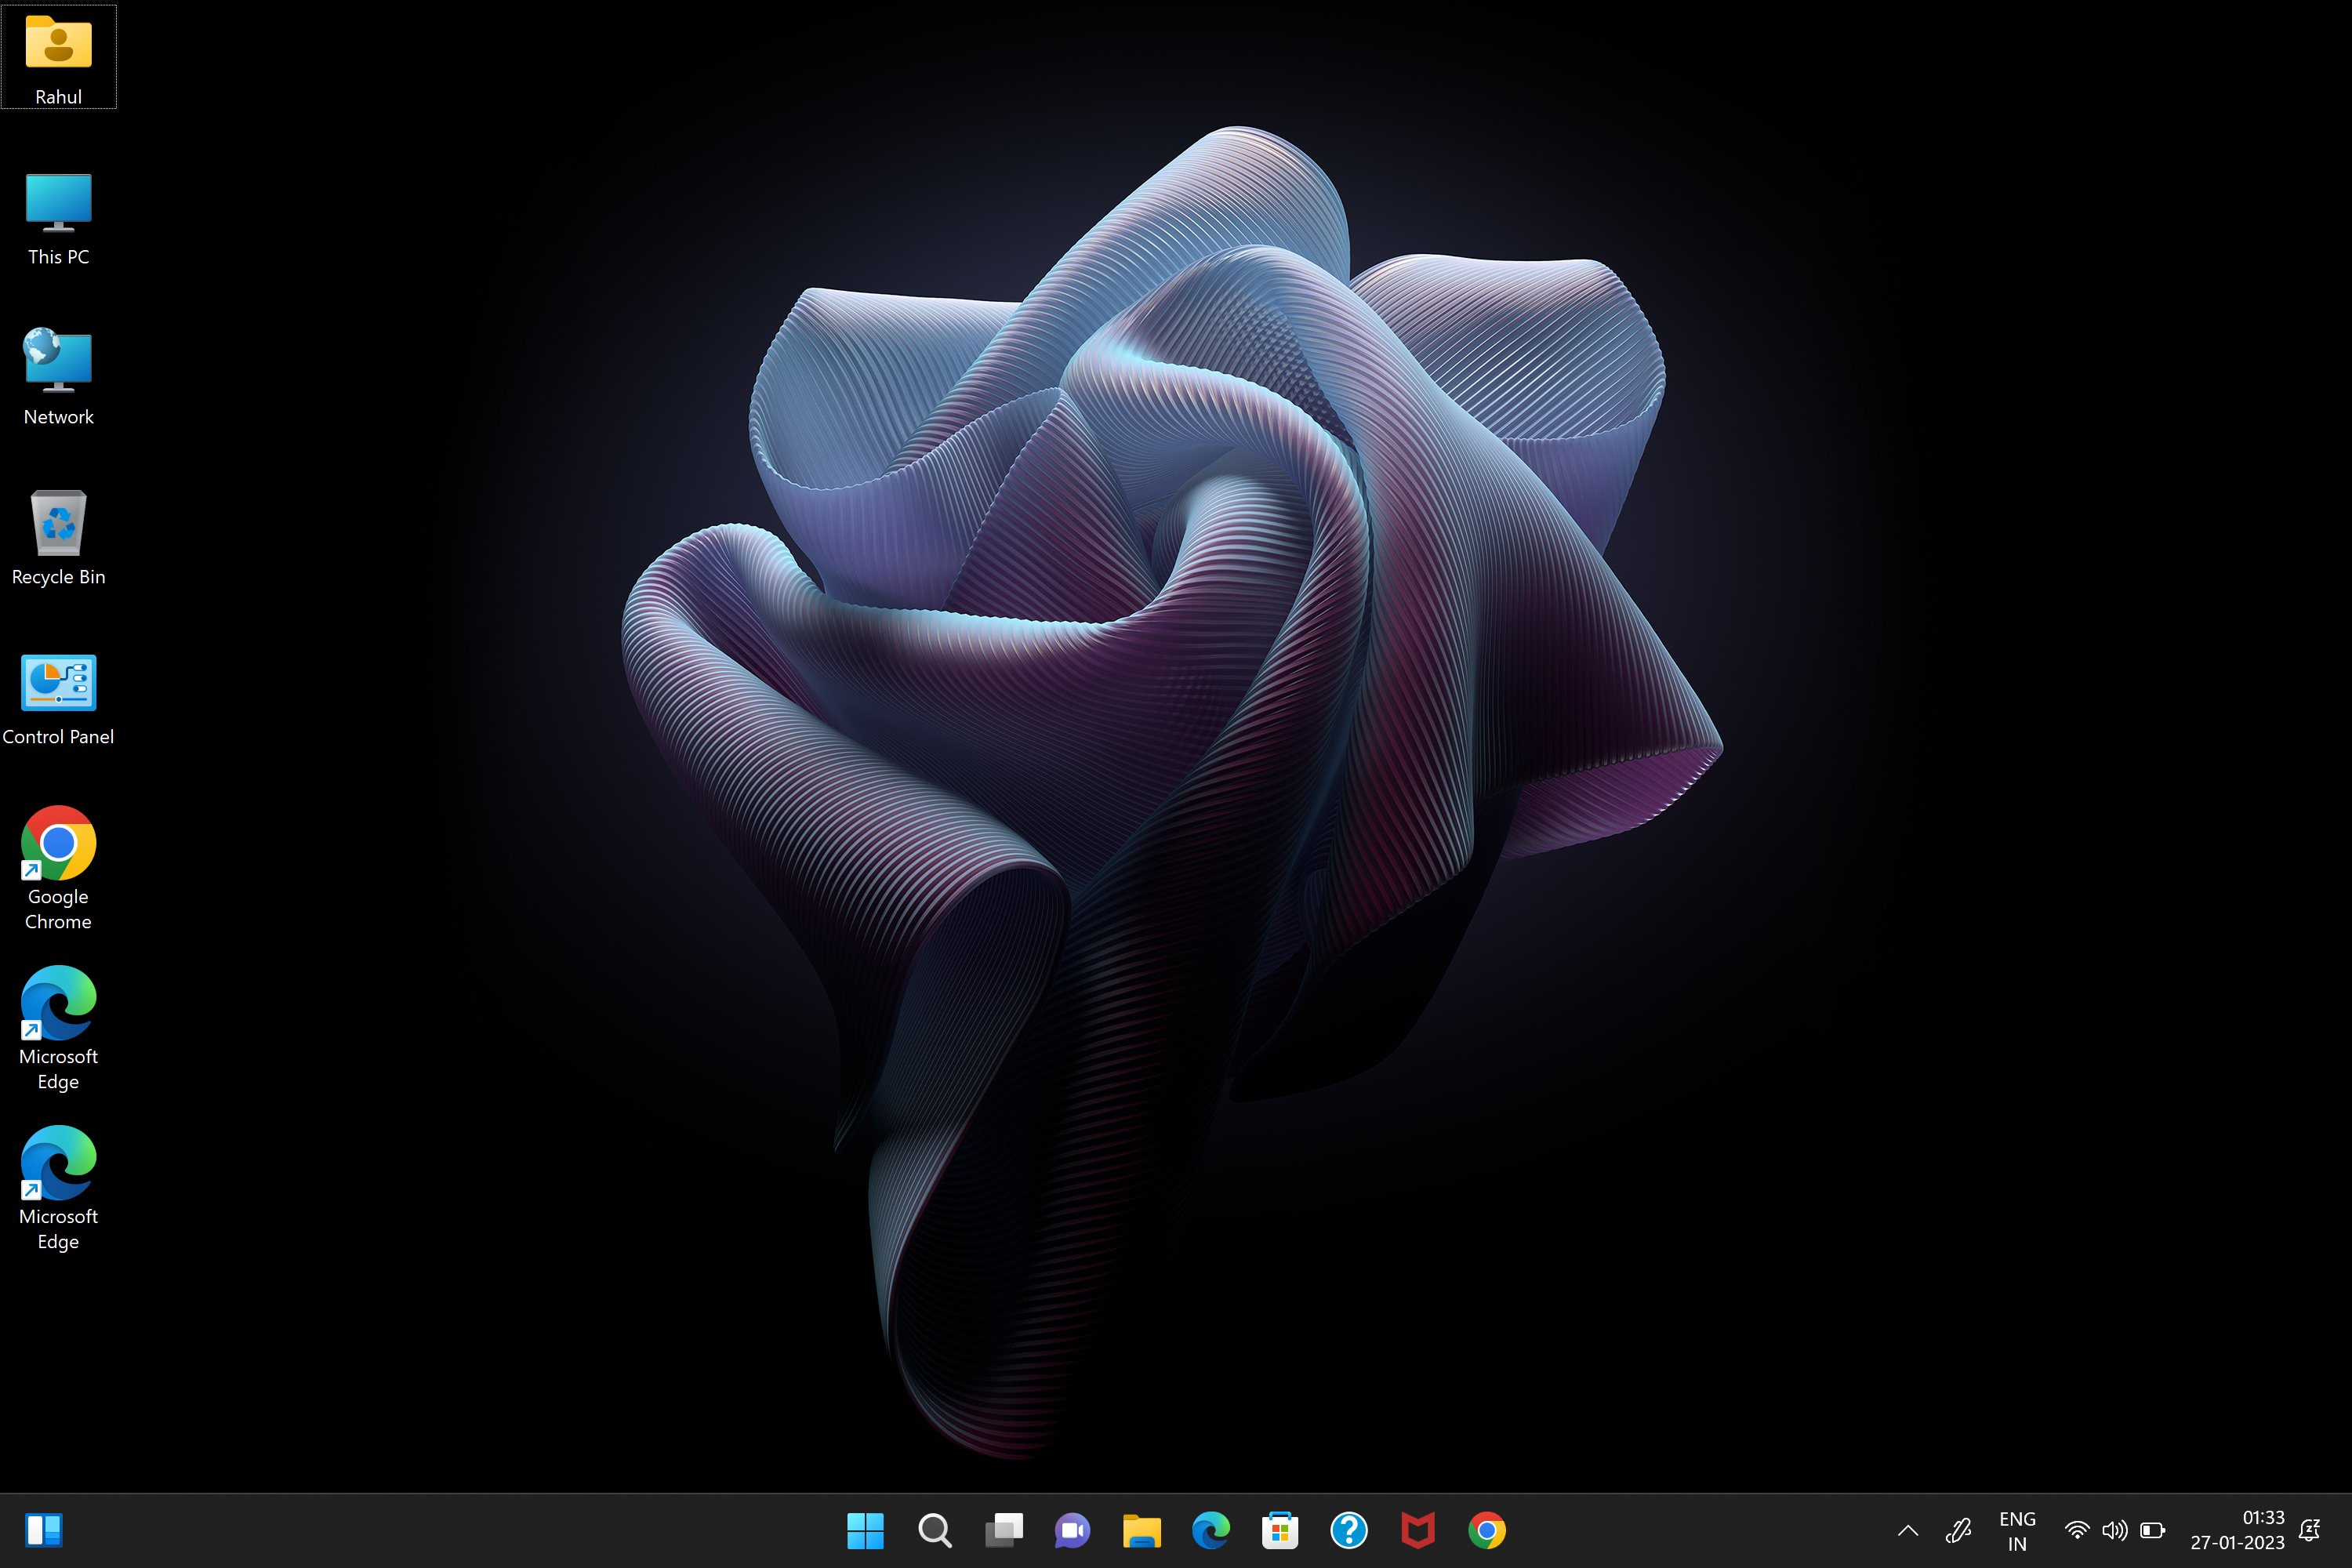 Rahul
This PC
Network
Recycle Bin
Control Panel
Google
Chrome
Microsoft
Edge
Microsoft
Edge
ENG
IN
01:33
27-01-2023